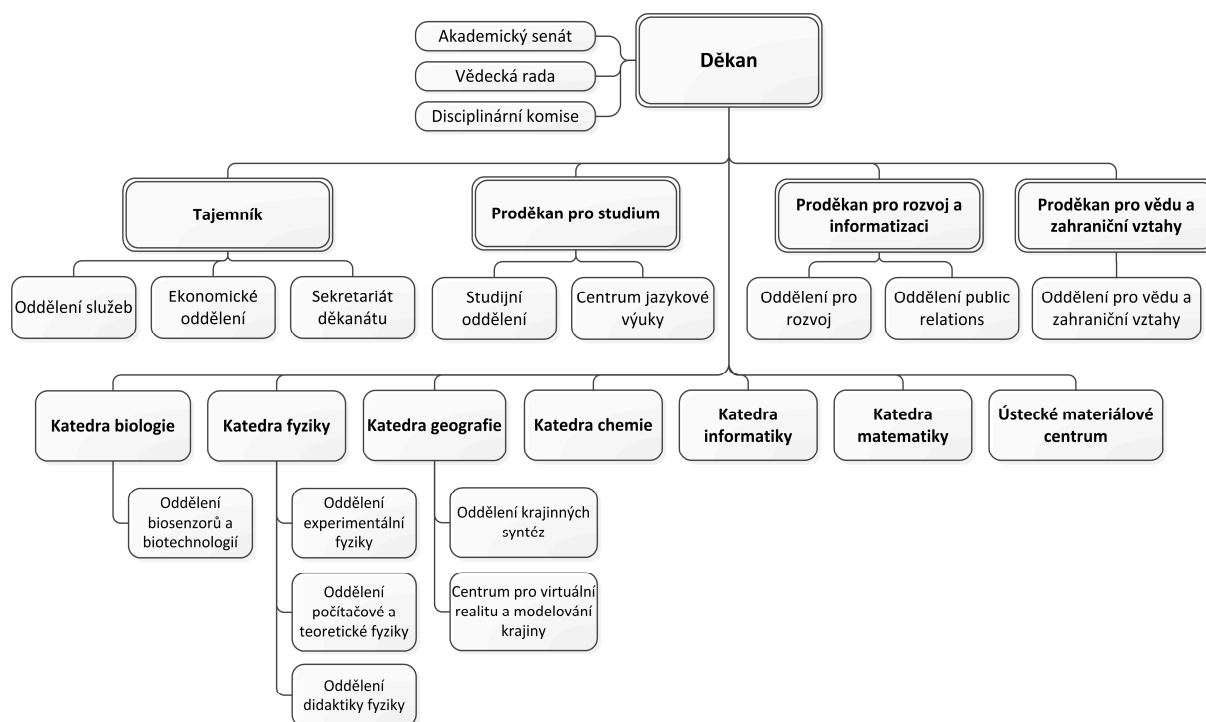 Akademický senát
Děkan
Vědecká rada
Disciplinární komise
Tajemník
Proděkan pro studium
Proděkan pro rozvoj a
informatizaci
Proděkan pro vědu a
zahraniční vztahy
Oddělení služeb
Ekonomické
oddělení
Sekretariát
děkanátu
Studijní
oddělení
Centrum jazykové
výuky
Oddělení pro
rozvoj
Oddělení public
relations
Oddělení pro vědu a
zahraniční vztahy
Katedra biologie
Katedra fyziky
Katedra geografie
Katedra chemie
Katedra
informatiky
Katedra
matematiky
Ústecké materiálové
centrum
Oddělení
biosenzorů a
biotechnologií
Oddělení
experimentální
fyziky
Oddělení krajinných
syntéz
Oddělení
počítačové a
teoretické fyziky
Centrum pro virtuální
realitu a modelování
krajiny
Oddělení
didaktiky fyziky